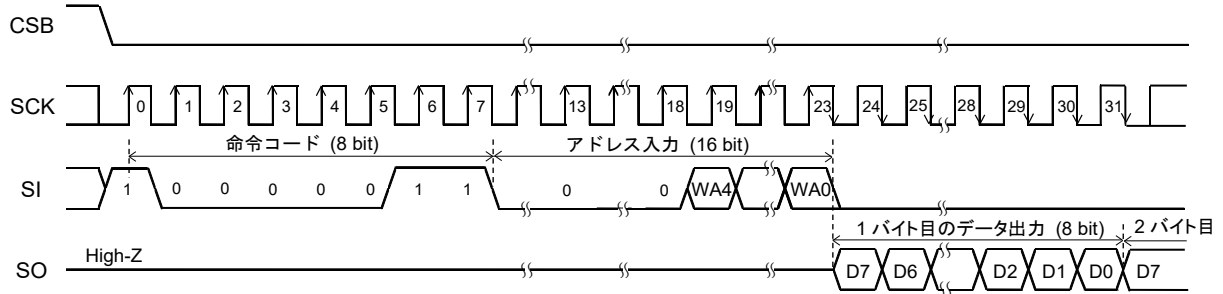 CSB
SCK 0 1 2 3 4 5 6 7 13 18 19 23 24 25 28 29 30 31
命令コード (8 bit) アドレス入力 (16 bit)
SI 1 0 0 0 0 0 1 1 0 0 WA4 WA0
1 バイト目のデータ出力 (8 bit) 2 バイト目
High-Z
SO D7 D6 D2 D1 D0 D7